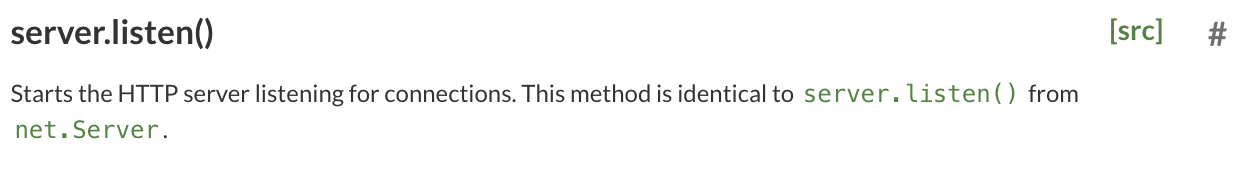 server.listen() [src] #
Starts the HTTP server listening for connections. This method is identical to server.listen() from
net.Server.